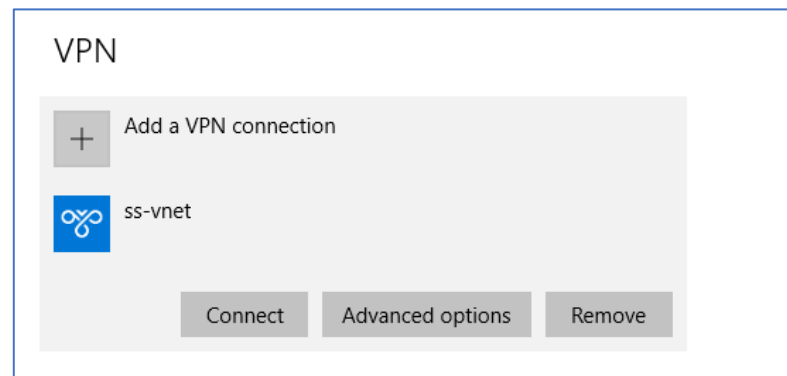 VPN
Add a VPN connection
ss-vnet
Connect Advanced options Remove